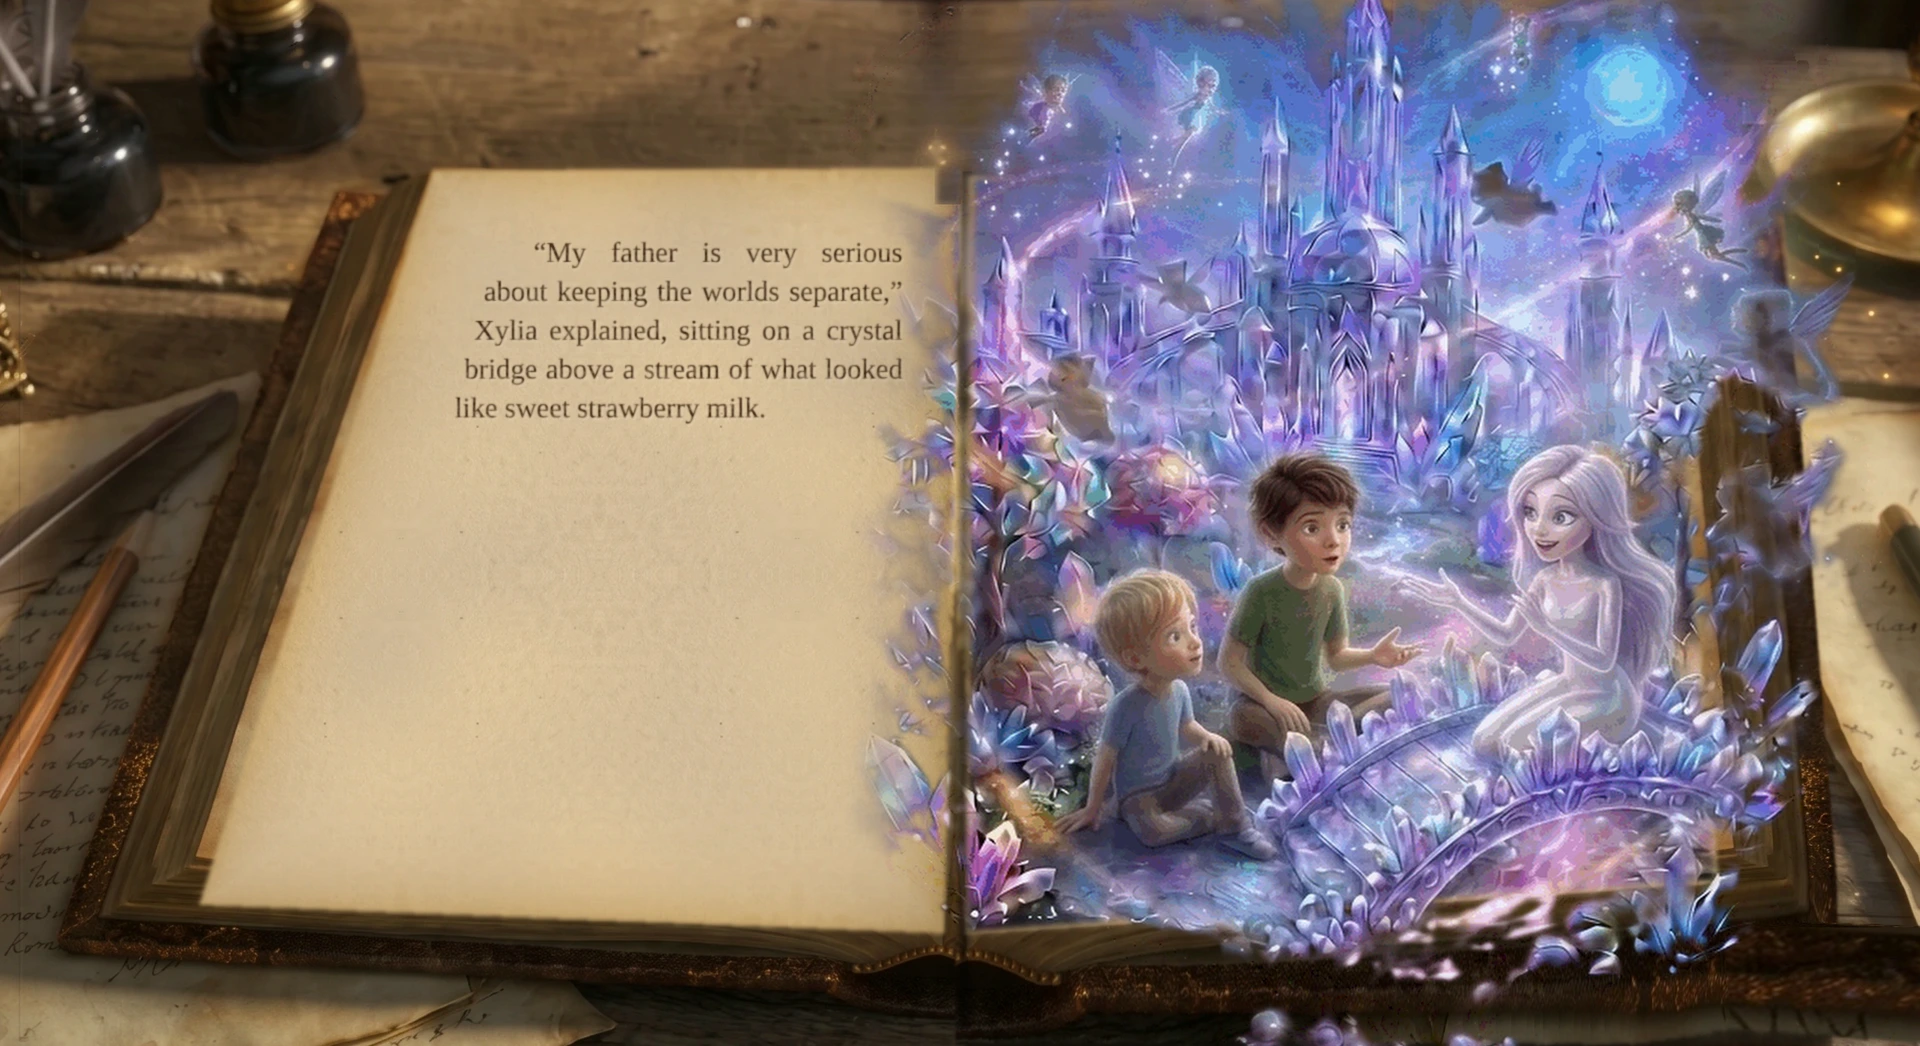 “My father is very serious
about keeping the worlds separate,”
Xylia explained, sitting on a crystal
bridge above a stream of what looked
like sweet strawberry milk.